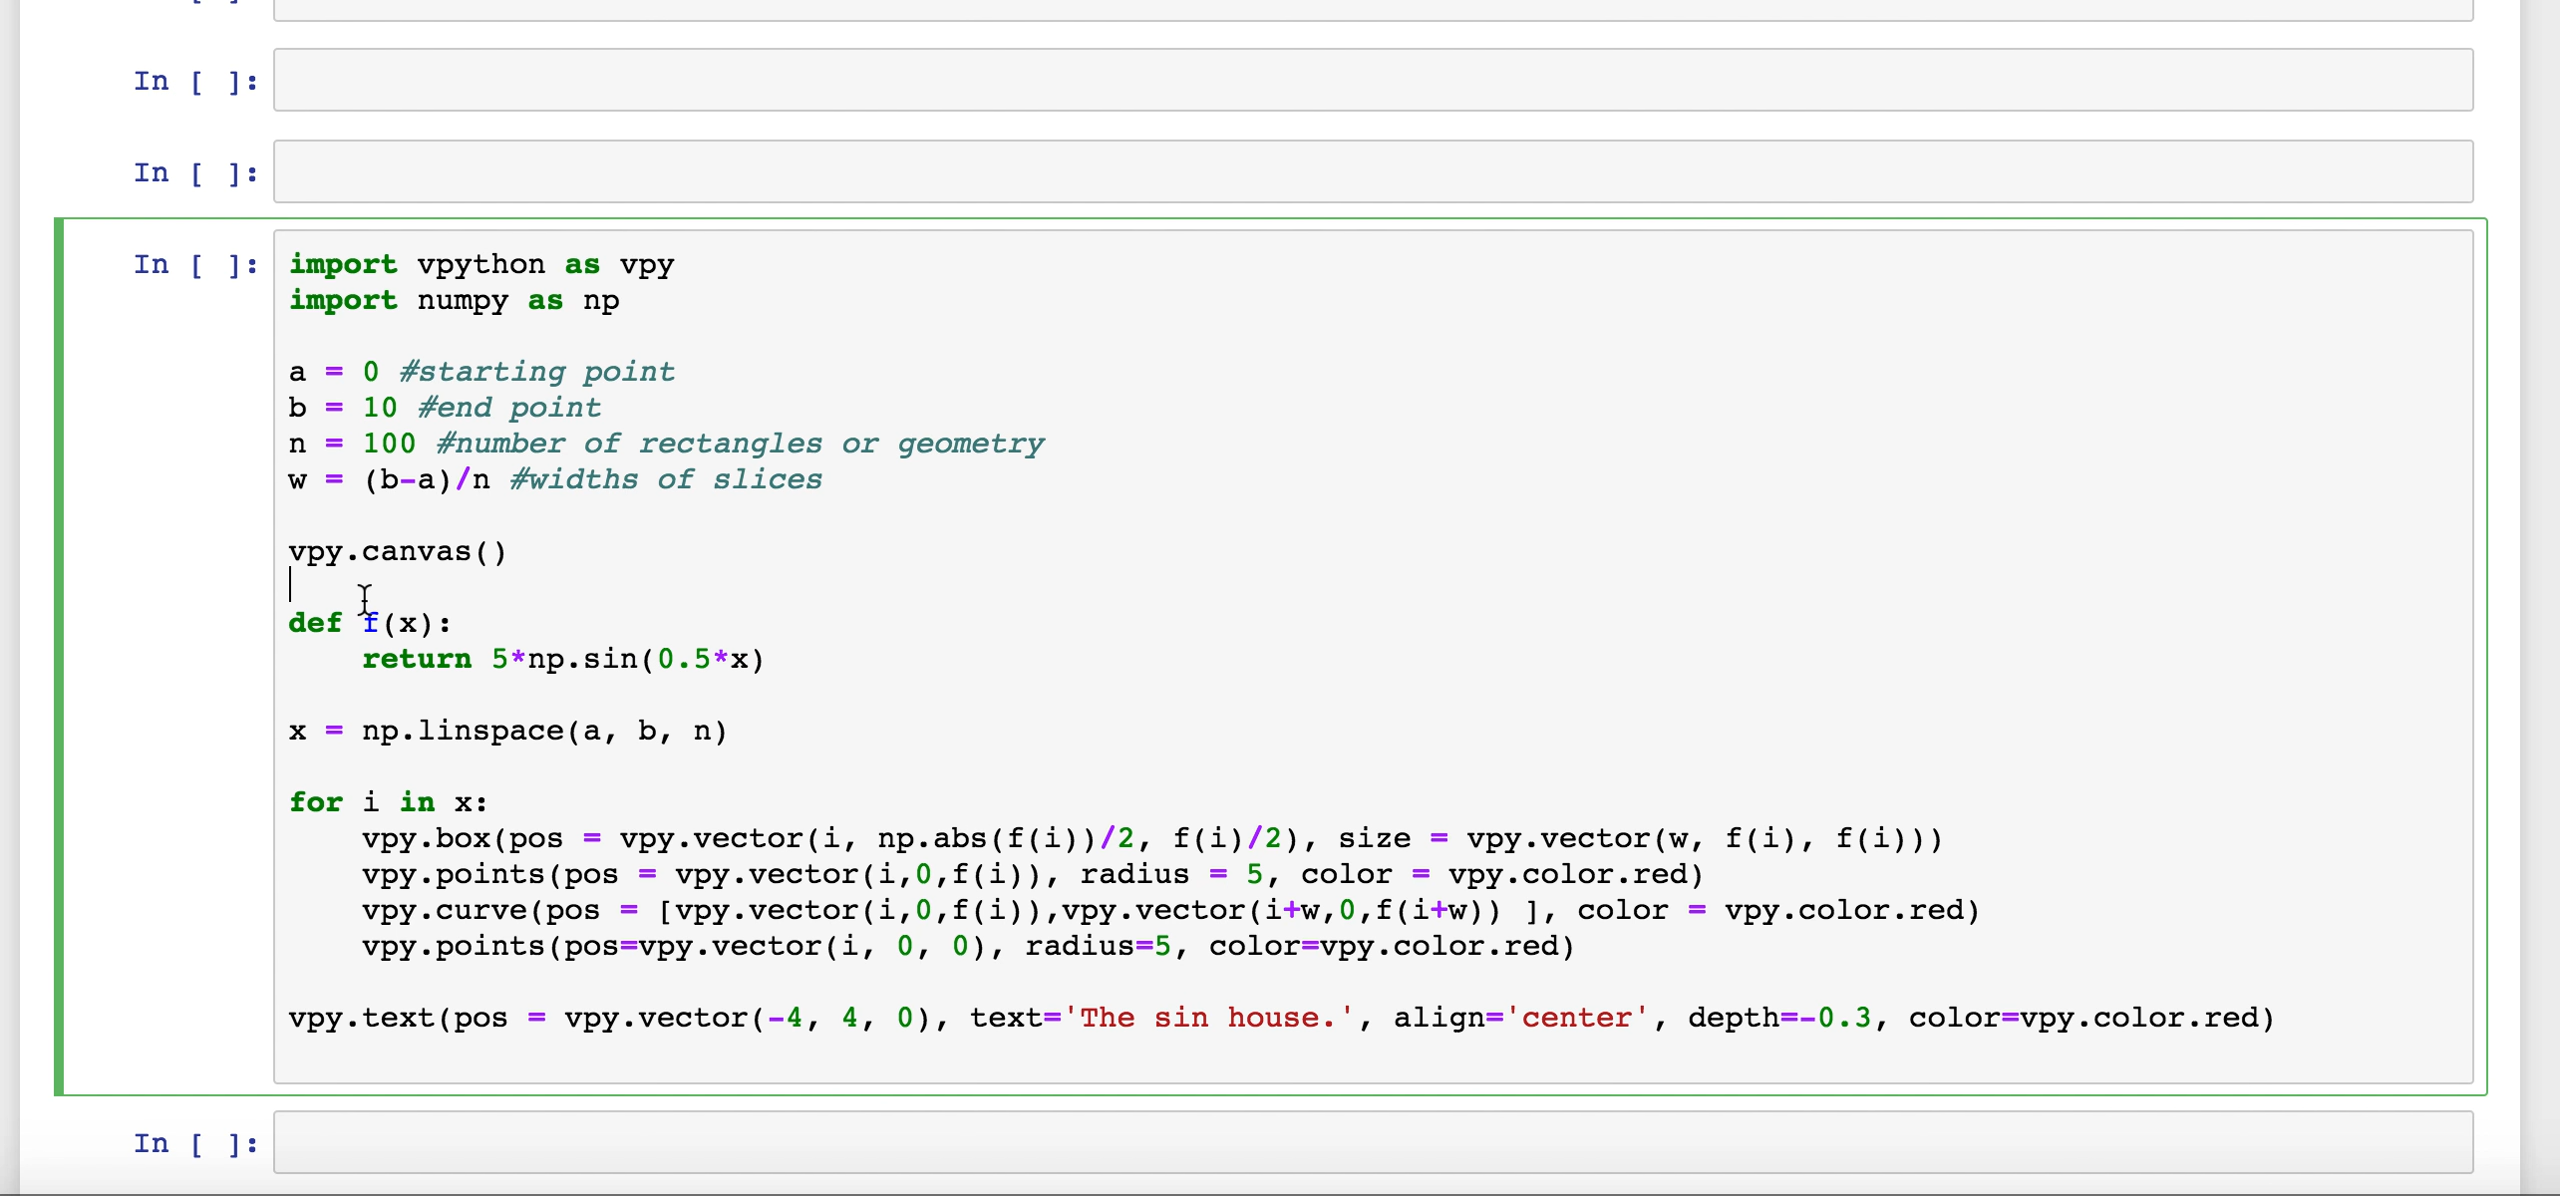 In [ ]:
In [ ]:
In [ ]:
import vpython as vpy
import numpy as np
a = 0 #starting point
b = 10 #end point
n = 100 #number of rectangles or geometry
w = (b-a)/n #widths of slices
vpy.canvas()
def f(x):
    return 5*np.sin(0.5*x)
x = np.linspace(a, b, n)
for i in x:
    vpy.box(pos = vpy.vector(i, np.abs(f(i))/2, f(i)/2), size = vpy.vector(w, f(i), f(i)))
    vpy.points(pos = vpy.vector(i,0,f(i)), radius = 5, color = vpy.color.red)
    vpy.curve(pos = [vpy.vector(i,0,f(i)),vpy.vector(i+w,0,f(i+w)) ], color = vpy.color.red)
    vpy.points(pos=vpy.vector(i, 0, 0), radius=5, color=vpy.color.red)
vpy.text(pos = vpy.vector(-4, 4, 0), text='The sin house.', align='center', depth=-0.3, color=vpy.color.red)
In [ ]: